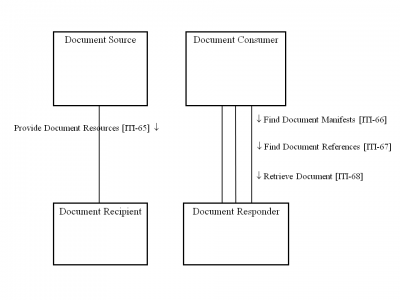 Document Source
Document Consumer
↓ Find Document Manifests [ITI-66]
Provide Document Resources [ITI-65] ↓
↓ Find Document References [ITI-67]
↓ Retrieve Document [ITI-68]
Document Recipient
Document Responder